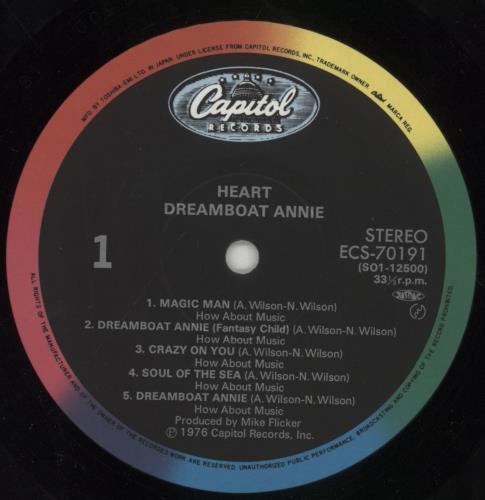 MFD. BY TOSHIBA-EMI LTD. IN JAPAN. UNDER LICENSE FROM CAPITOL RECORDS, INC., TRADEMARK OWNER. Capitol MARCA REG.
Capitol
RECORDS
HEART
DREAMBOAT ANNIE
1
STEREO
ECS-70191
(SO1-12500)
33⅓ r.p.m.
1. MAGIC MAN (A. Wilson-N. Wilson)
How About Music
2. DREAMBOAT ANNIE (Fantasy Child) (A. Wilson-N. Wilson)
How About Music
3. CRAZY ON YOU (A. Wilson-N. Wilson)
How About Music
4. SOUL OF THE SEA (A. Wilson-N. Wilson)
How About Music
5. DREAMBOAT ANNIE (A. Wilson-N. Wilson)
How About Music
Produced by Mike Flicker
℗ 1976 Capitol Records, Inc.
ALL RIGHTS OF THE MANUFACTURER AND OF THE OWNER OF THE RECORDED WORK RESERVED. UNAUTHORIZED PUBLIC PERFORMANCE, BROADCASTING AND COPYING OF THE RECORD PROHIBITED.